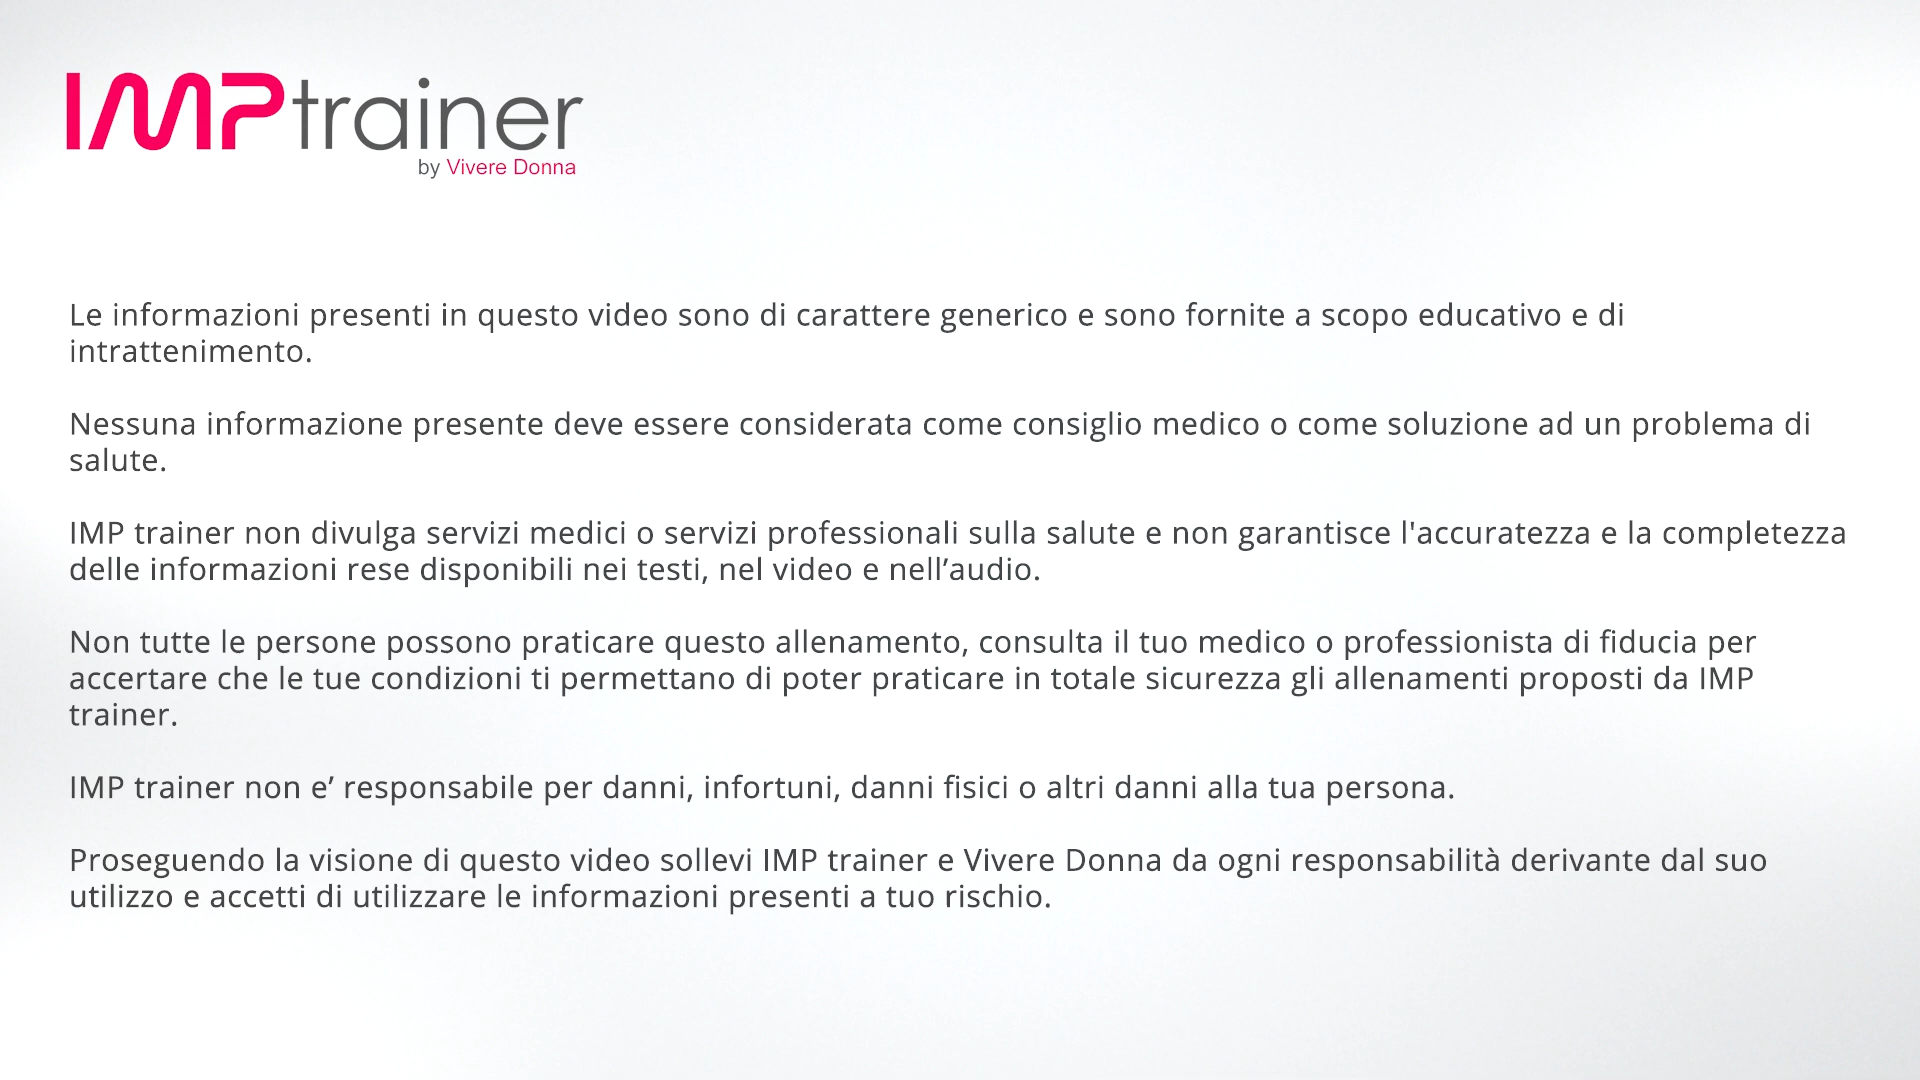 IMPtrainer
by Vivere Donna
Le informazioni presenti in questo video sono di carattere generico e sono fornite a scopo educativo e di
intrattenimento.
Nessuna informazione presente deve essere considerata come consiglio medico o come soluzione ad un problema di
salute.
IMP trainer non divulga servizi medici o servizi professionali sulla salute e non garantisce l'accuratezza e la completezza
delle informazioni rese disponibili nei testi, nel video e nell’audio.
Non tutte le persone possono praticare questo allenamento, consulta il tuo medico o professionista di fiducia per
accertare che le tue condizioni ti permettano di poter praticare in totale sicurezza gli allenamenti proposti da IMP
trainer.
IMP trainer non e’ responsabile per danni, infortuni, danni fisici o altri danni alla tua persona.
Proseguendo la visione di questo video sollevi IMP trainer e Vivere Donna da ogni responsabilità derivante dal suo
utilizzo e accetti di utilizzare le informazioni presenti a tuo rischio.